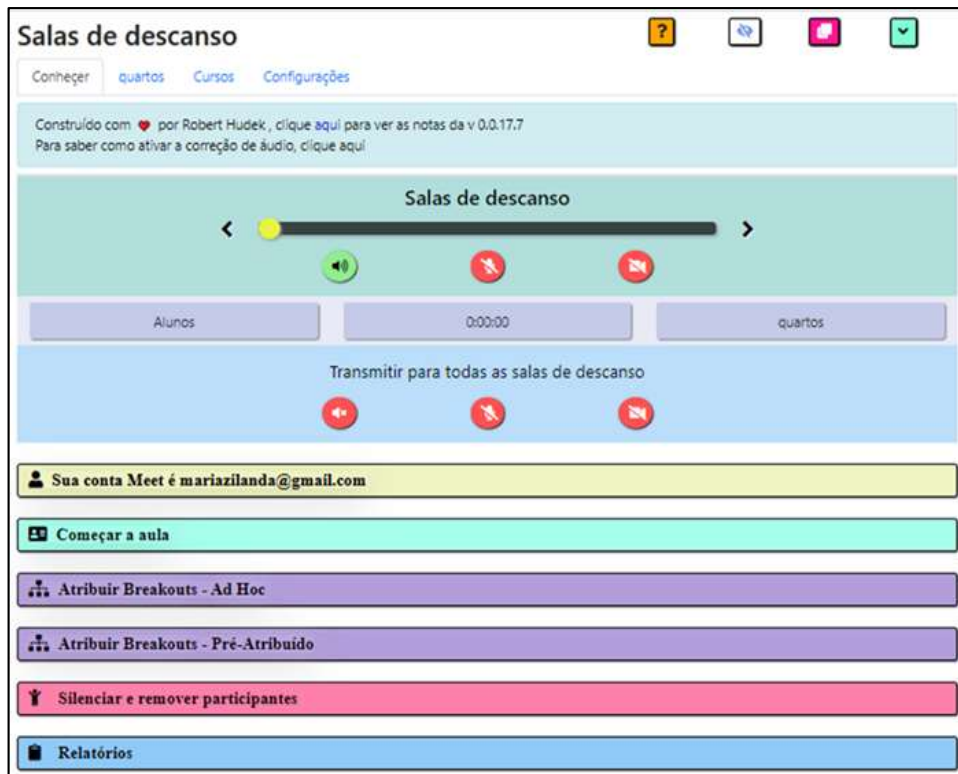 Salas de descanso
?
Conheçer quartos Cursos Configurações
Construído com por Robert Hudek , clique aqui para ver as notas da v 0.0.17.7
Para saber como ativar a correção de áudio, clique aqui
Salas de descanso
Alunos 0:00:00 quartos
Transmitir para todas as salas de descanso
Sua conta Meet é mariazilanda@gmail.com
Começar a aula
Atribuir Breakouts - Ad Hoc
Atribuir Breakouts - Pré-Atribuído
Silenciar e remover participantes
Relatórios